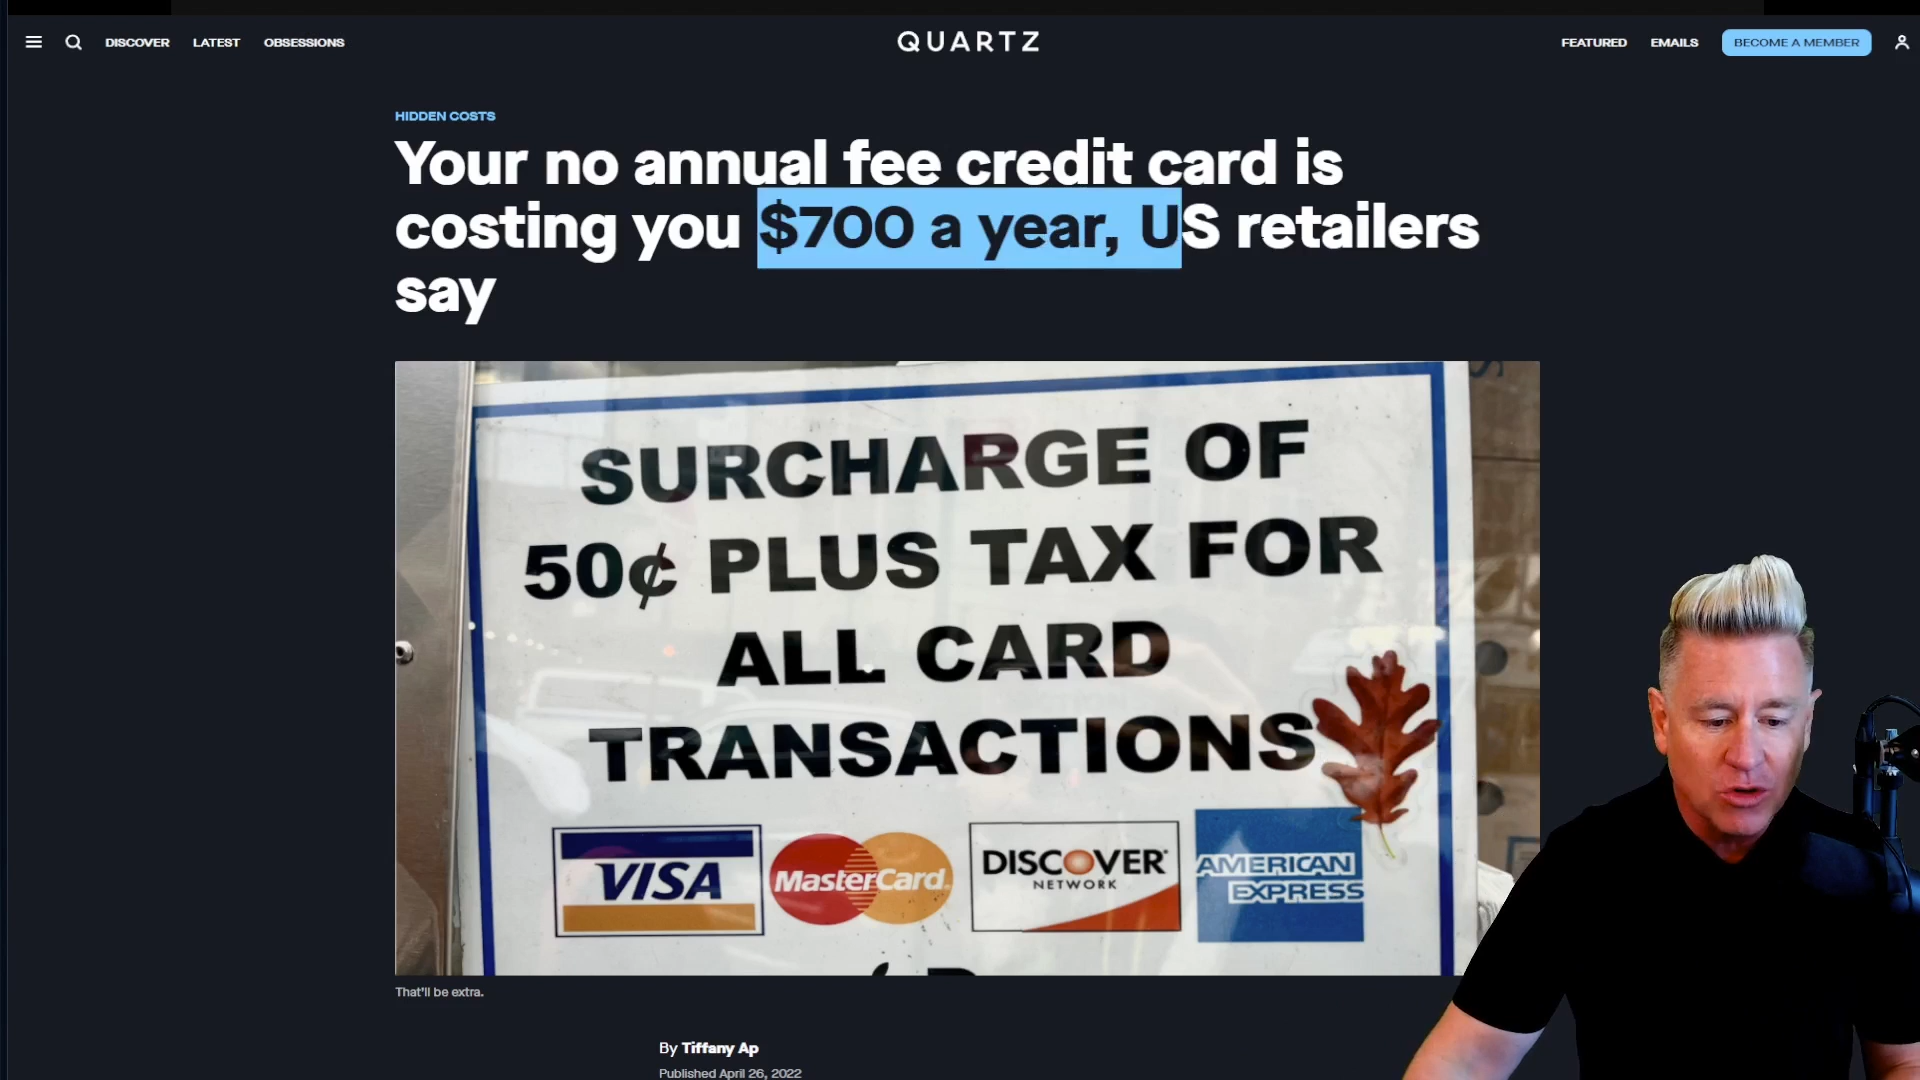 DISCOVER LATEST OBSESSIONS QUARTZ FEATURED EMAILS BECOME A MEMBER
HIDDEN COSTS
Your no annual fee credit card is
costing you $700 a year, US retailers
say
SURCHARGE OF
50¢ PLUS TAX FOR
ALL CARD
TRANSACTIONS
VISA MasterCard DISCOVER NETWORK AMERICAN EXPRESS
That'll be extra.
By Tiffany Ap
Published April 26, 2022